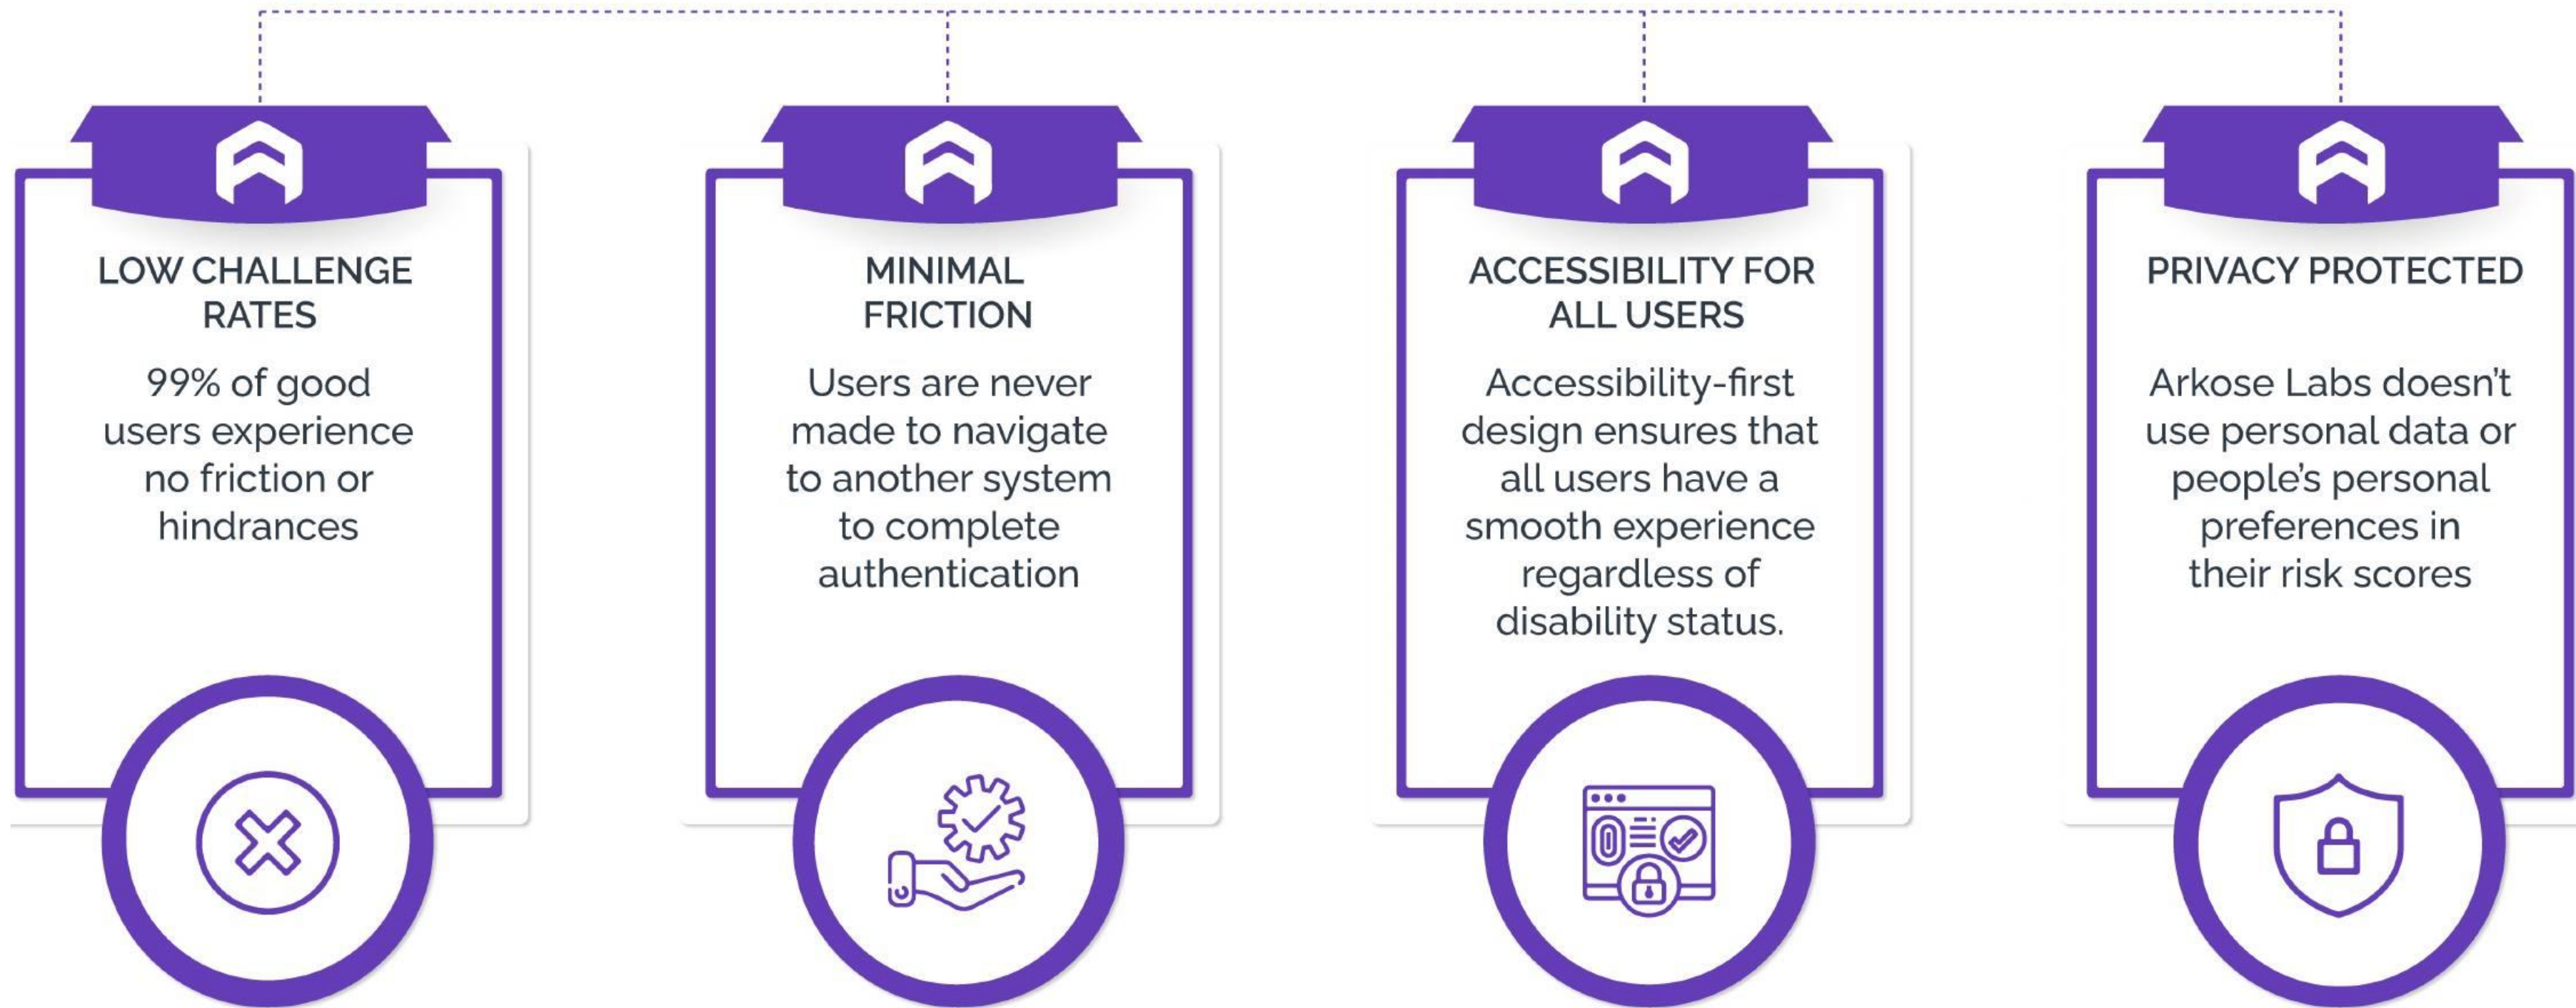 LOW CHALLENGE
RATES
99% of good
users experience
no friction or
hindrances
MINIMAL
FRICTION
Users are never
made to navigate
to another system
to complete
authentication
ACCESSIBILITY FOR
ALL USERS
Accessibility-first
design ensures that
all users have a
smooth experience
regardless of
disability status.
PRIVACY PROTECTED
Arkose Labs doesn't
use personal data or
people's personal
preferences in
their risk scores